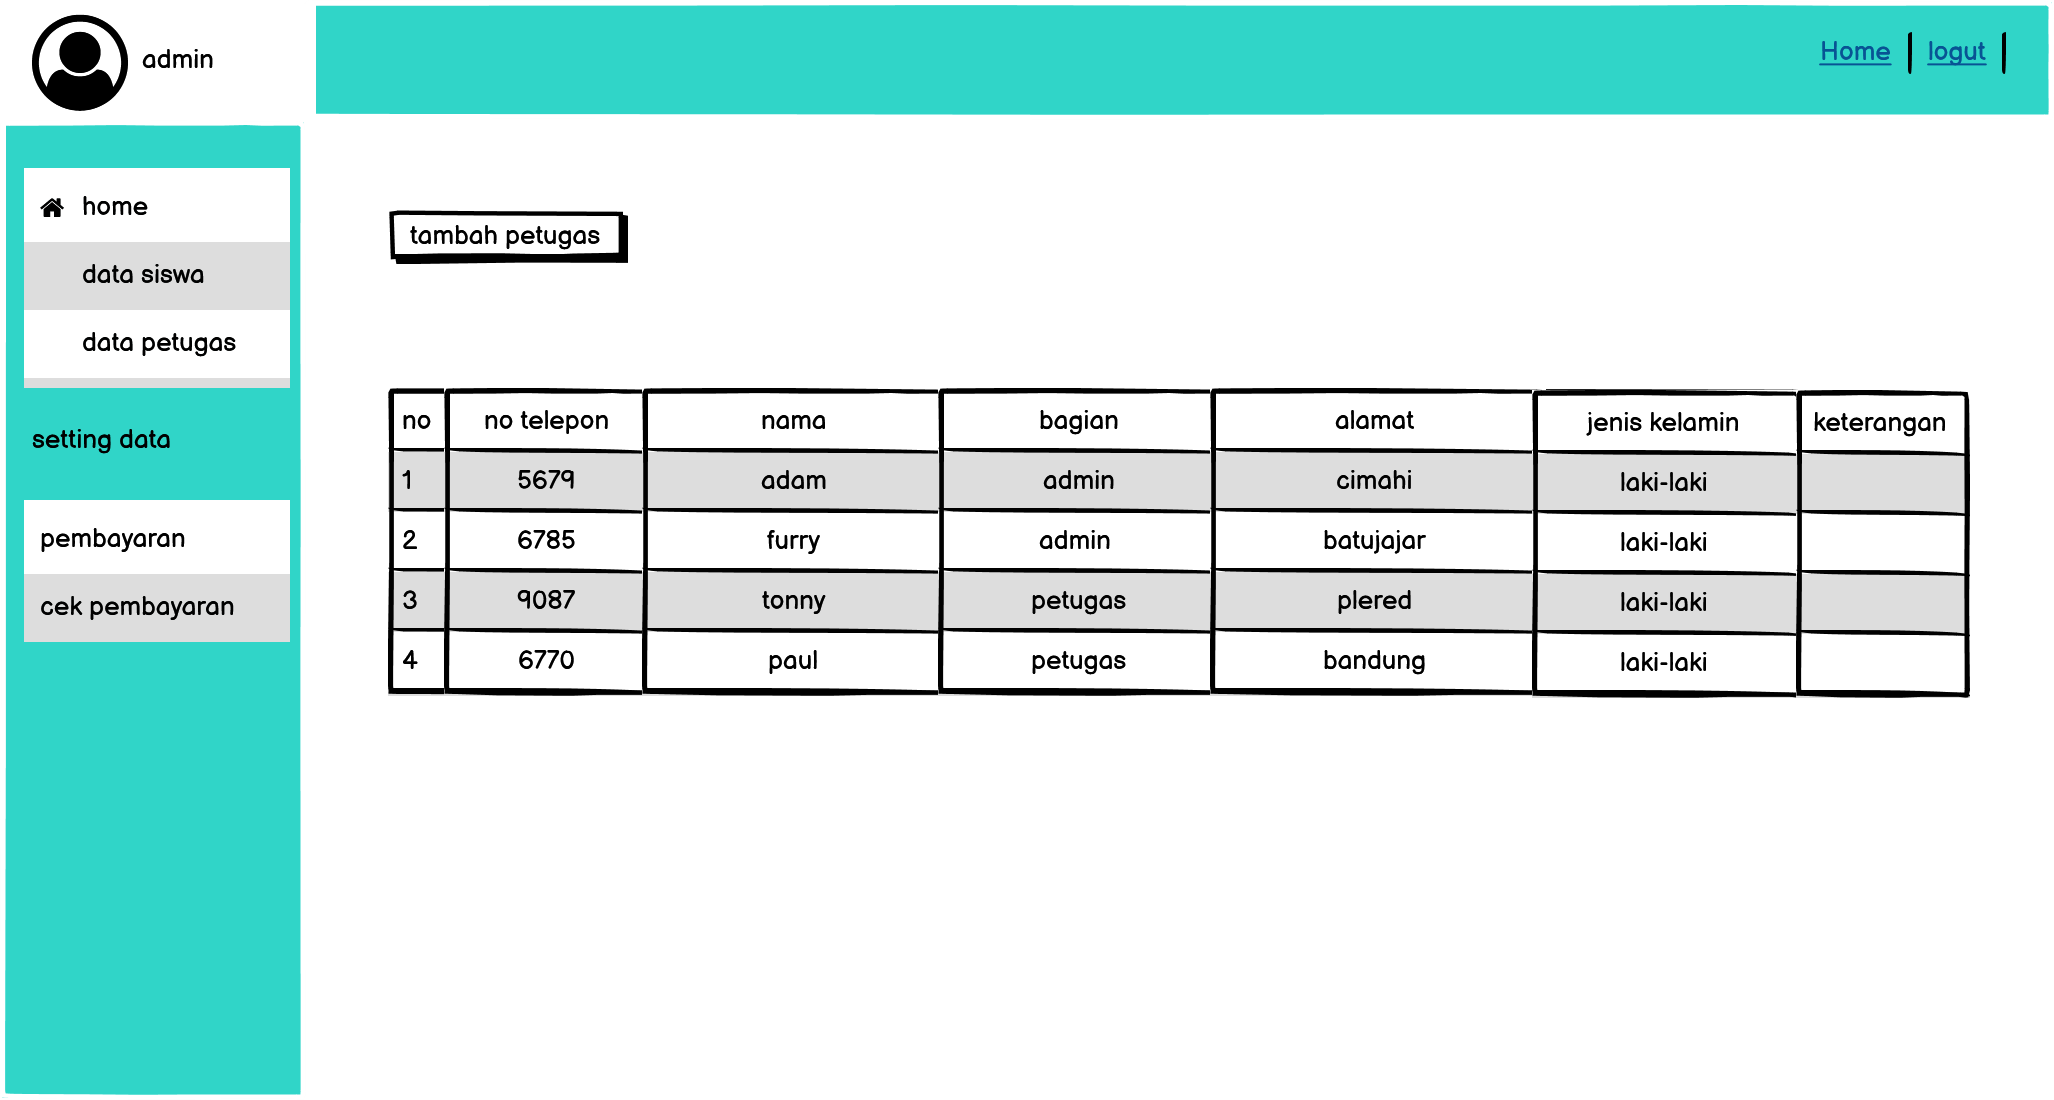 admin
Home
logut
home
data siswa
data petugas
setting data
pembayaran
cek pembayaran
tambah petugas
no no telepon nama bagian alamat jenis kelamin keterangan
1 5679 adam admin cimahi laki-laki
2 6785 furry admin batujajar laki-laki
3 9087 tonny petugas plered laki-laki
4 6770 paul petugas bandung laki-laki